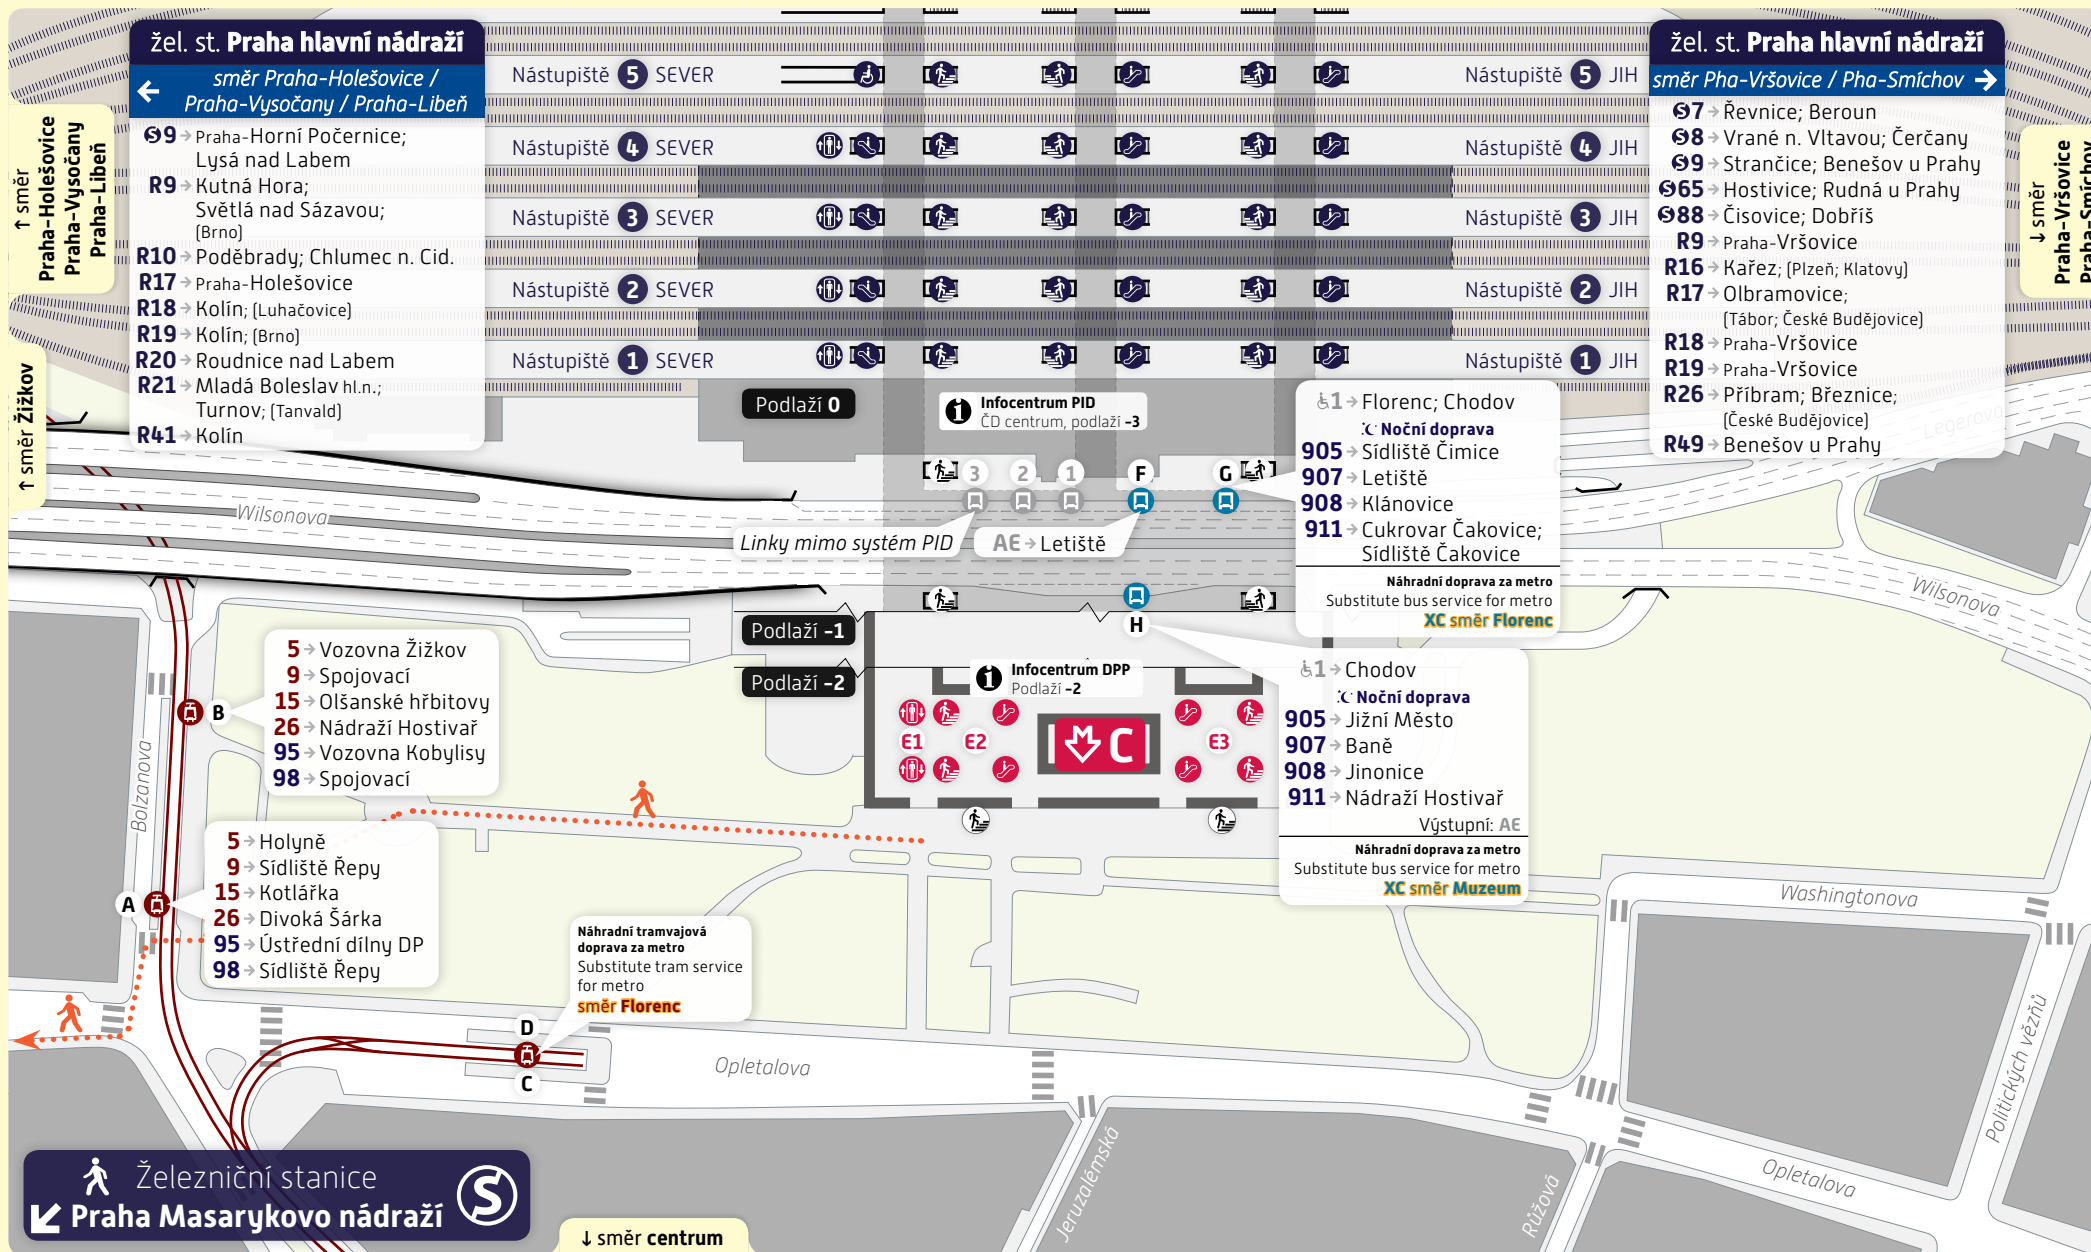 žel. st. Praha hlavní nádraží
směr Praha-Holešovice /
Praha-Vysočany / Praha-Libeň
S9 → Praha-Horní Počernice;
Lysá nad Labem
R9 → Kutná Hora;
Světlá nad Sázavou;
(Brno)
R10 → Poděbrady; Chlumec n. Cid.
R17 → Praha-Holešovice
R18 → Kolín; (Luhačovice)
R19 → Kolín; (Brno)
R20 → Roudnice nad Labem
R21 → Mladá Boleslav hl.n.;
Turnov; (Tanvald)
R41 → Kolín
↑ směr
Praha-Holešovice
Praha-Vysočany
Praha-Libeň
↑ směr Žižkov
Nástupiště 5 SEVER
Nástupiště 4 SEVER
Nástupiště 3 SEVER
Nástupiště 2 SEVER
Nástupiště 1 SEVER
Nástupiště 5 JIH
Nástupiště 4 JIH
Nástupiště 3 JIH
Nástupiště 2 JIH
Nástupiště 1 JIH
žel. st. Praha hlavní nádraží
směr Pha-Vršovice / Pha-Smíchov →
S7 → Řevnice; Beroun
S8 → Vrané n. Vltavou; Čerčany
S9 → Strančice; Benešov u Prahy
S65 → Hostivice; Rudná u Prahy
S88 → Čisovice; Dobříš
R9 → Praha-Vršovice
R16 → Kařez; (Plzeň; Klatovy)
R17 → Olbramovice;
(Tábor; České Budějovice)
R18 → Praha-Vršovice
R19 → Praha-Vršovice
R26 → Příbram; Březnice;
(České Budějovice)
R49 → Benešov u Prahy
↓ směr
Praha-Vršovice
Praha-Smíchov
Legerova
Podlaží 0
Infocentrum PID
ČD centrum, podlaží -3
3 2 1 F G
Linky mimo systém PID
AE → Letiště
1 → Florenc; Chodov
Noční doprava
905 → Sídliště Čimice
907 → Letiště
908 → Klánovice
911 → Cukrovar Čakovice;
Sídliště Čakovice
Náhradní doprava za metro
Substitute bus service for metro
XC směr Florenc
Wilsonova
Wilsonova
H
Podlaží -1
Podlaží -2
Infocentrum DPP
Podlaží -2
E1 E2 M C E3
1 → Chodov
Noční doprava
905 → Jižní Město
907 → Baně
908 → Jinonice
911 → Nádraží Hostivař
Výstupní: AE
Náhradní doprava za metro
Substitute bus service for metro
XC směr Muzeum
B
5 → Vozovna Žižkov
9 → Spojovací
15 → Olšanské hřbitovy
26 → Nádraží Hostivař
95 → Vozovna Kobylisy
98 → Spojovací
Bolzanova
A
5 → Holyně
9 → Sídliště Řepy
15 → Kotlářka
26 → Divoká Šárka
95 → Ústřední dílny DP
98 → Sídliště Řepy
Náhradní tramvajová
doprava za metro
Substitute tram service
for metro
směr Florenc
D
C
Opletalova
Washingtonova
Politických vězňů
Opletalova
Jeruzalémská
Růžová
Železniční stanice
Praha Masarykovo nádraží
S
↓ směr centrum